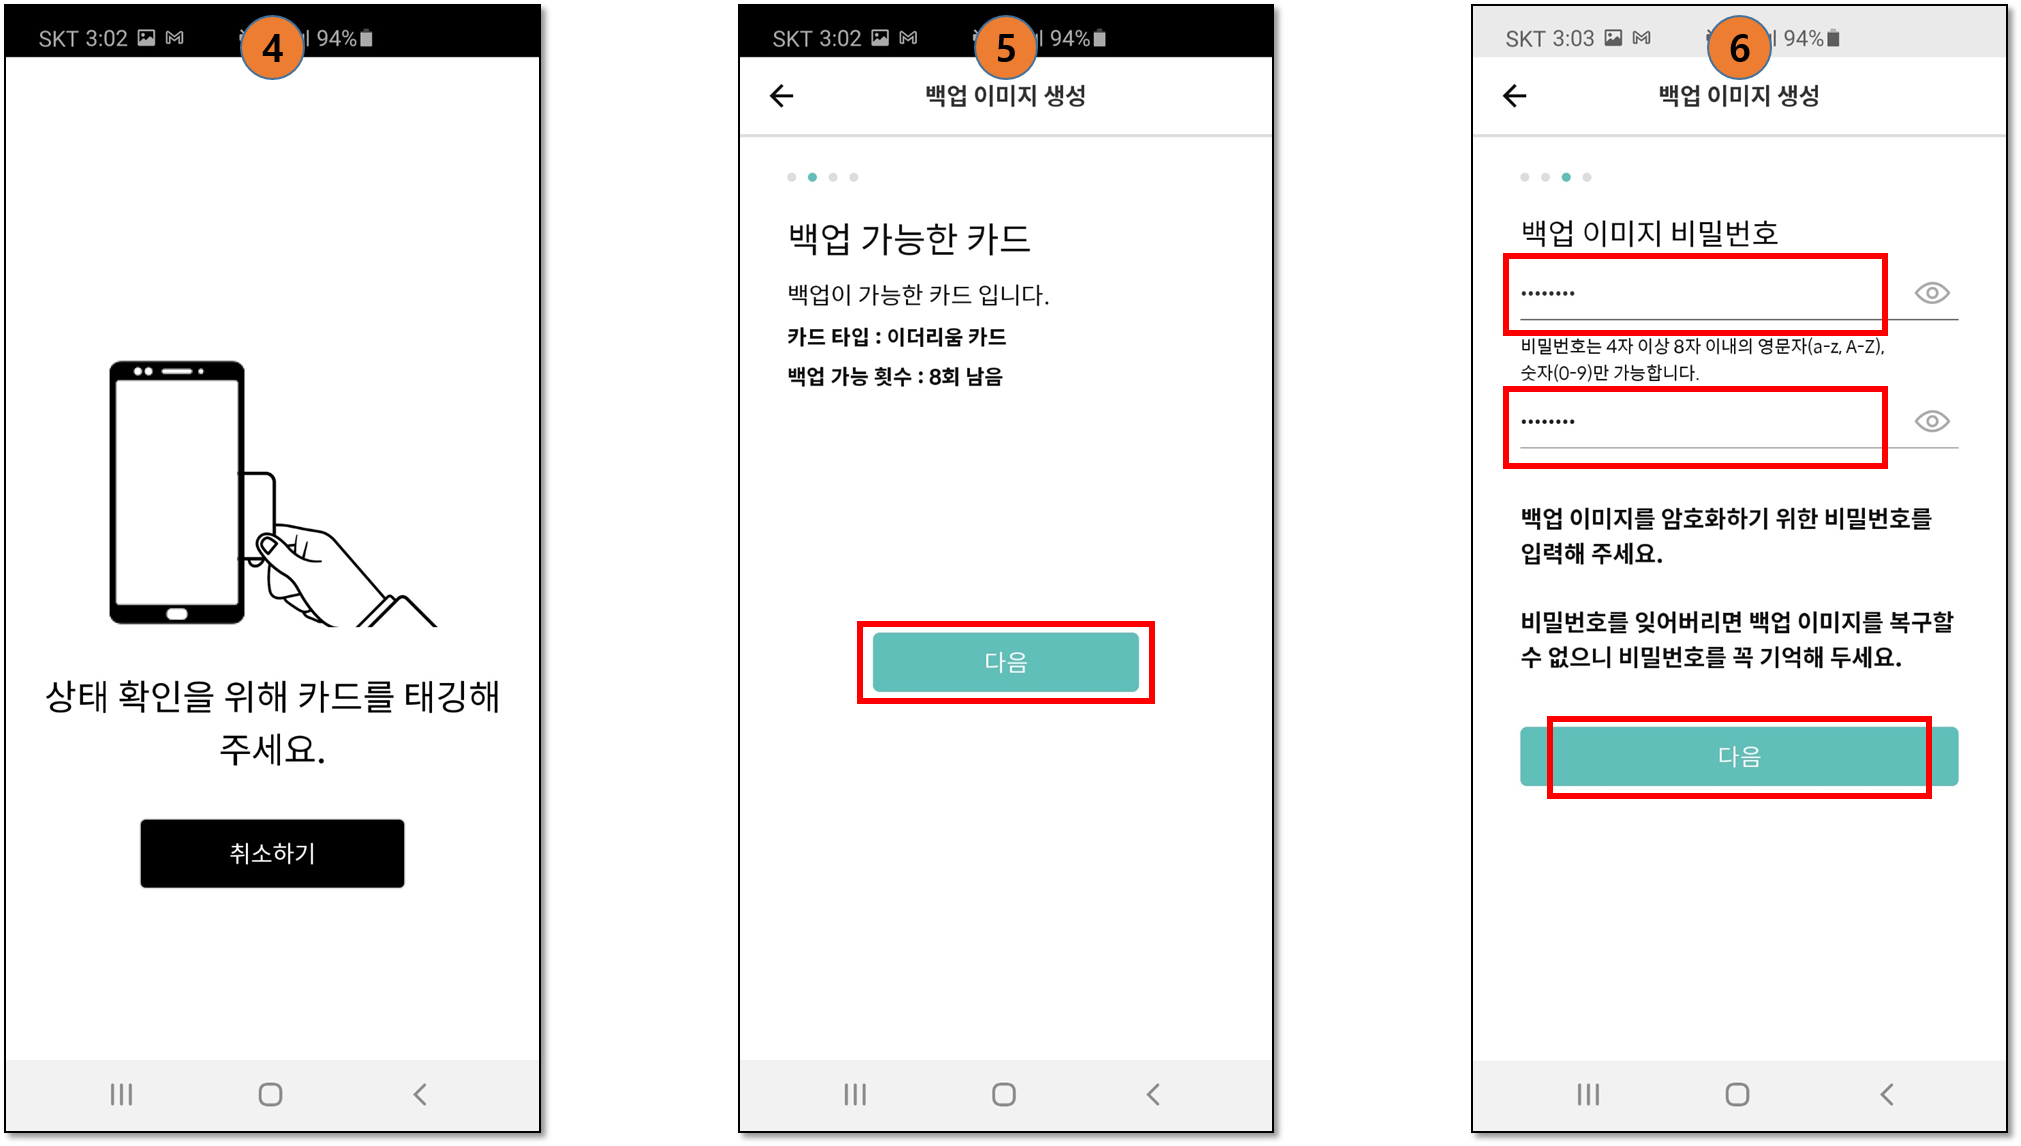 SKT 3:02
4
94%
상태 확인을 위해 카드를 태깅해
주세요.
취소하기
SKT 3:02
5
94%
백업 이미지 생성
백업 가능한 카드
백업이 가능한 카드 입니다.
카드 타입 : 이더리움 카드
백업 가능 횟수 : 8회 남음
다음
SKT 3:03
6
94%
백업 이미지 생성
백업 이미지 비밀번호
••••••••
비밀번호는 4자 이상 8자 이내의 영문자(a-z, A-Z),
숫자(0-9)만 가능합니다.
••••••••
백업 이미지를 암호화하기 위한 비밀번호를
입력해 주세요.
비밀번호를 잊어버리면 백업 이미지를 복구할
수 없으니 비밀번호를 꼭 기억해 두세요.
다음